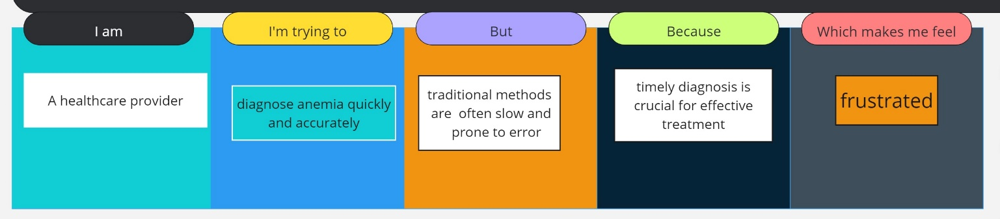 I am
I'm trying to
But
Because
Which makes me feel
A healthcare provider
diagnose anemia quickly
and accurately
traditional methods
are often slow and
prone to error
timely diagnosis is
crucial for effective
treatment
frustrated